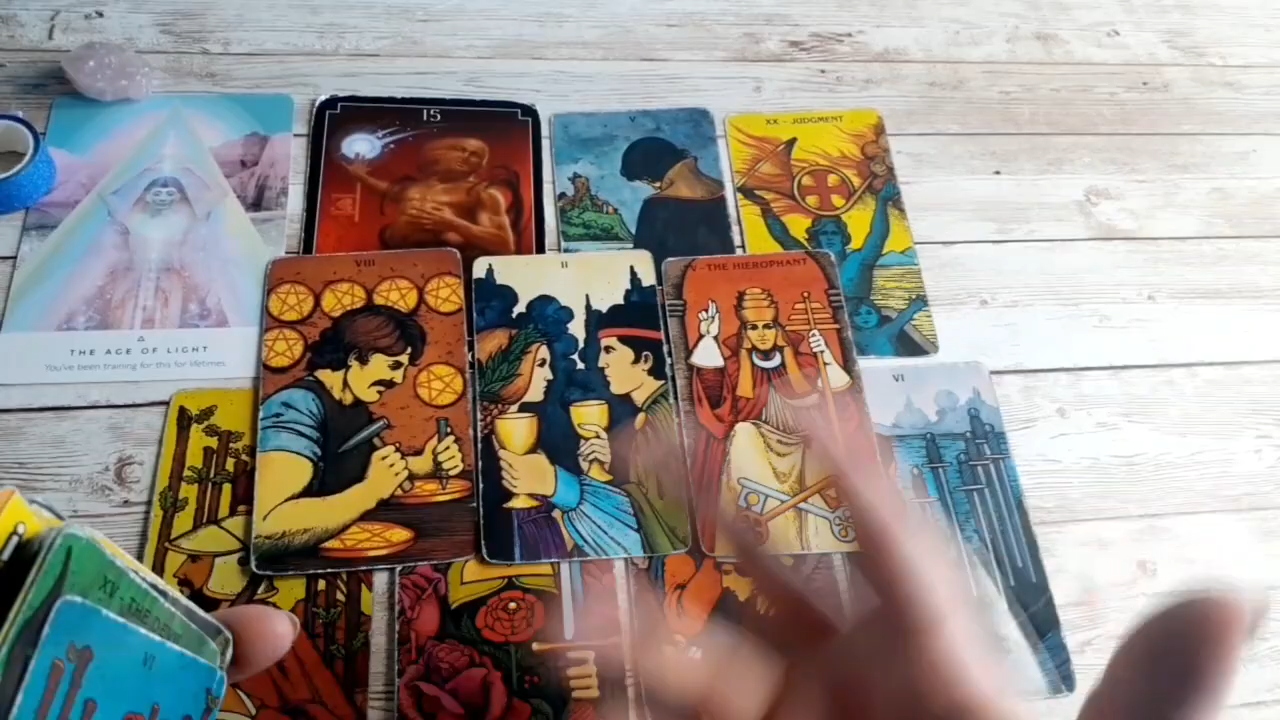 15
V
XX - JUDGMENT
THE AGE OF LIGHT
You've been training for this for lifetimes.
VIII
II
V - THE HIEROPHANT
VI
XV - THE
VI